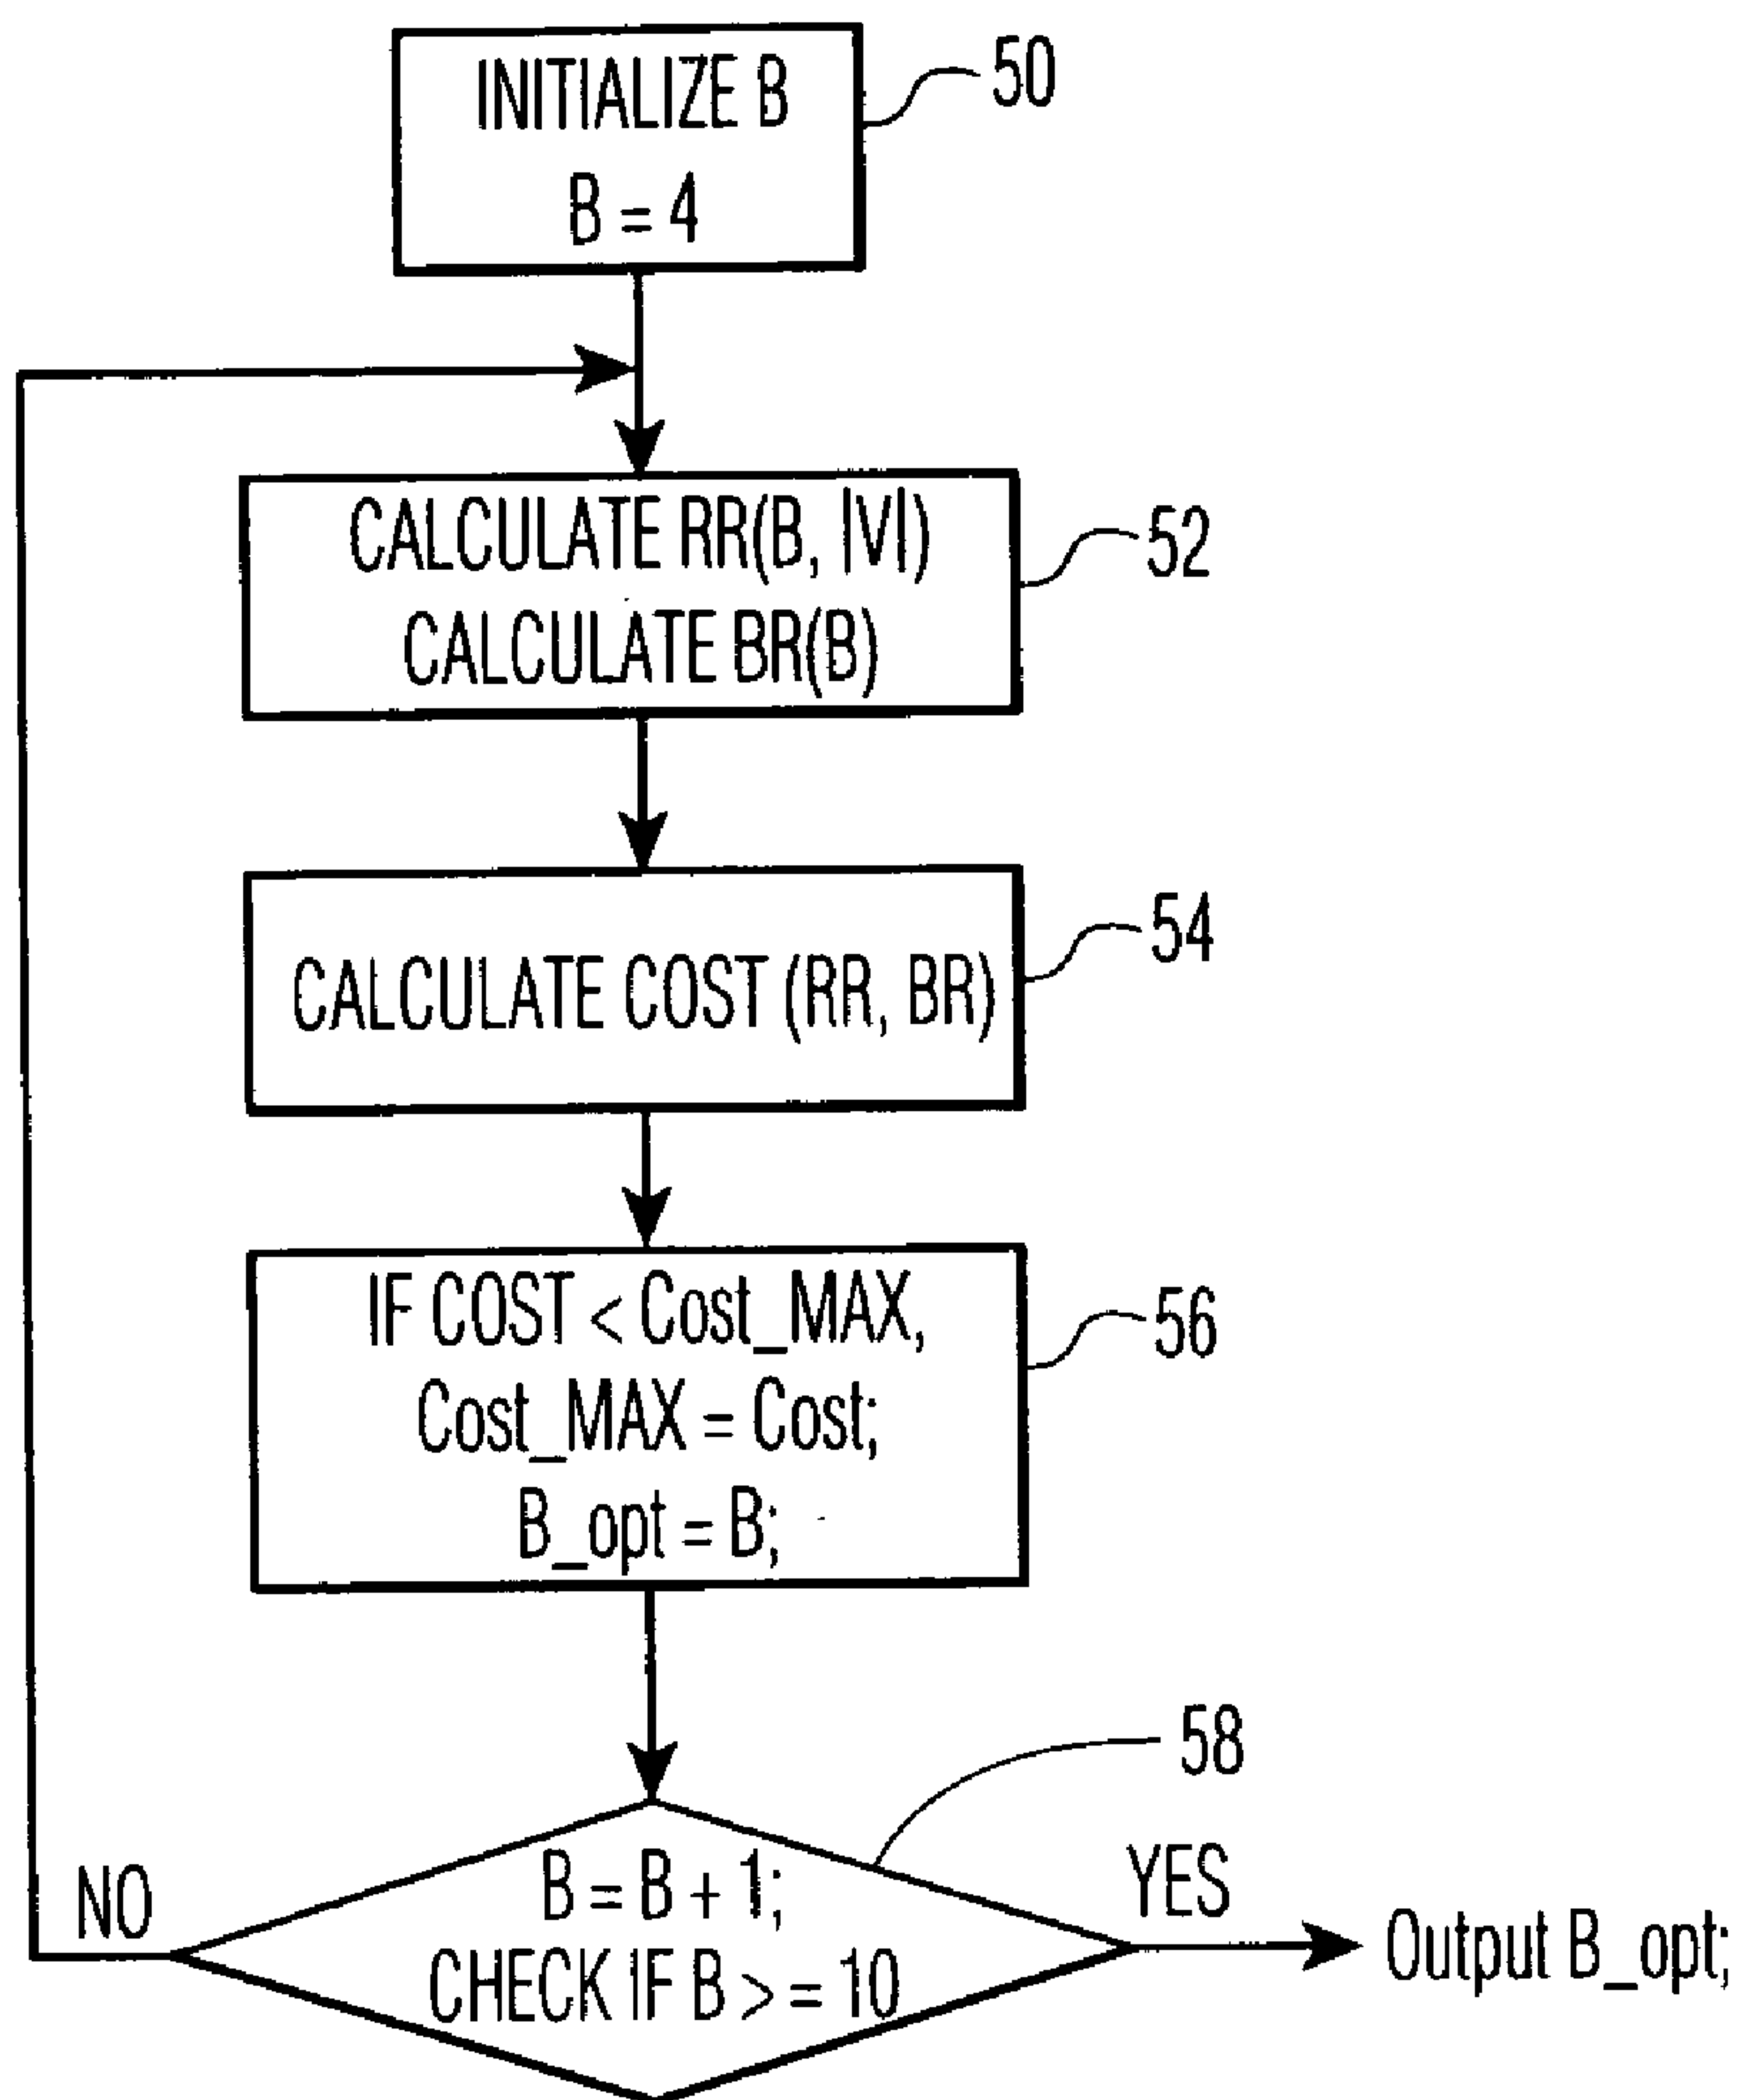 INITIALIZE B
B = 4
50
CALCULATE RR(B, |V|)
CALCULATE BR(B)
52
CALCULATE COST (RR, BR)
54
IF COST < Cost_MAX,
Cost_MAX = Cost;
B_opt = B;
56
58
B = B + 1;
CHECK IF B > = 10
NO
YES
Output B_opt;